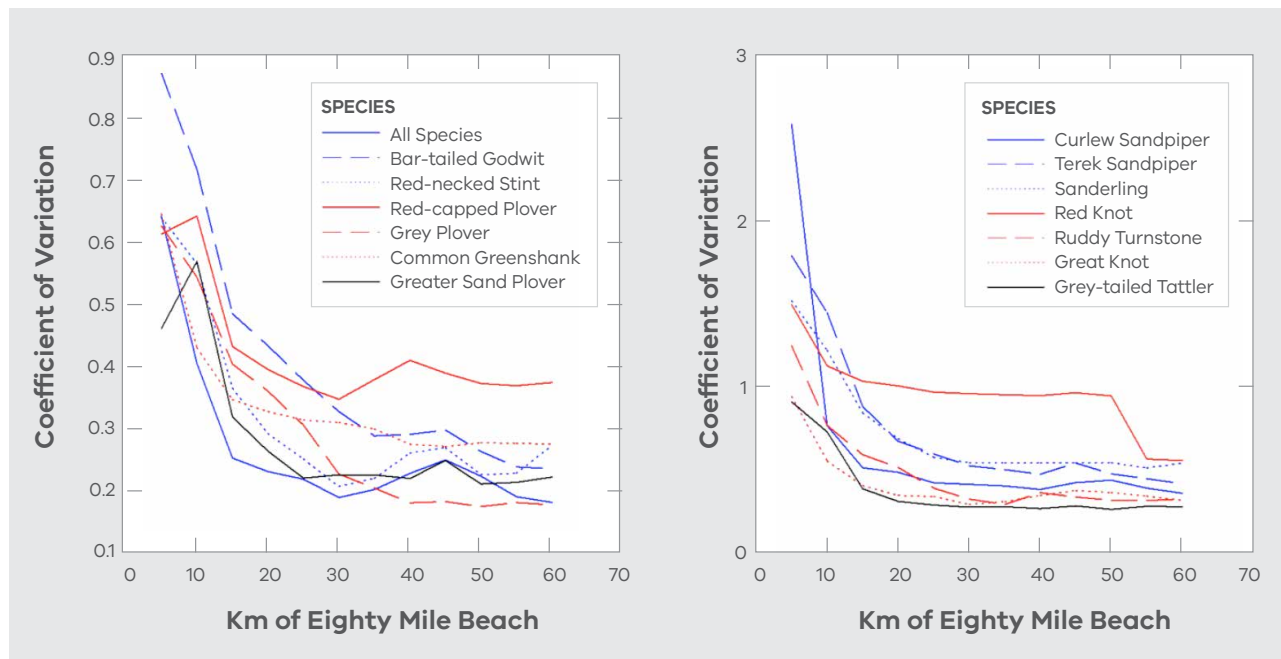 0.9
0.8
0.7
0.6
0.5
0.4
0.3
0.2
0.1
0 10 20 30 40 50 60 70
Coefficient of Variation
Km of Eighty Mile Beach
SPECIES
All Species
Bar-tailed Godwit
Red-necked Stint
Red-capped Plover
Grey Plover
Common Greenshank
Greater Sand Plover
3
2
1
0
0 10 20 30 40 50 60 70
Coefficient of Variation
Km of Eighty Mile Beach
SPECIES
Curlew Sandpiper
Terek Sandpiper
Sanderling
Red Knot
Ruddy Turnstone
Great Knot
Grey-tailed Tattler